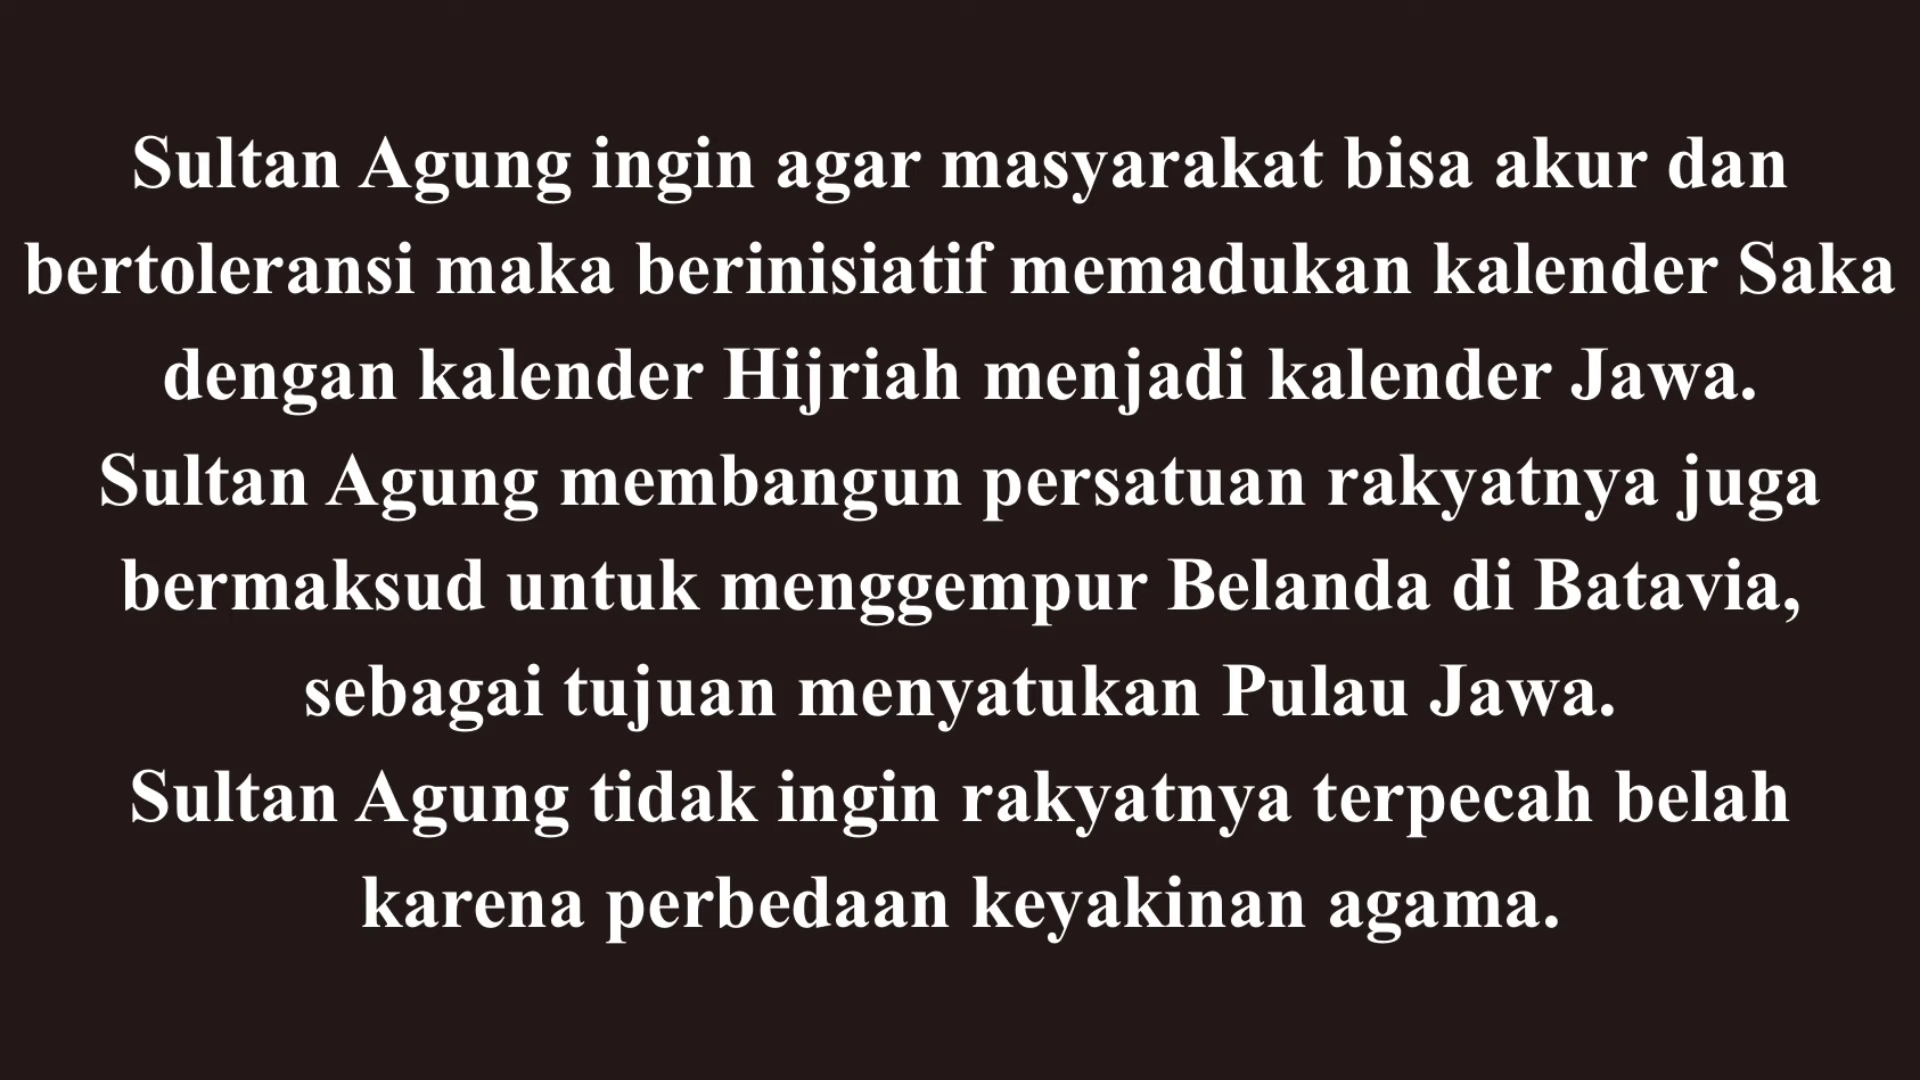 Sultan Agung ingin agar masyarakat bisa akur dan
bertoleransi maka berinisiatif memadukan kalender Saka
dengan kalender Hijriah menjadi kalender Jawa.
Sultan Agung membangun persatuan rakyatnya juga
bermaksud untuk menggempur Belanda di Batavia,
sebagai tujuan menyatukan Pulau Jawa.
Sultan Agung tidak ingin rakyatnya terpecah belah
karena perbedaan keyakinan agama.